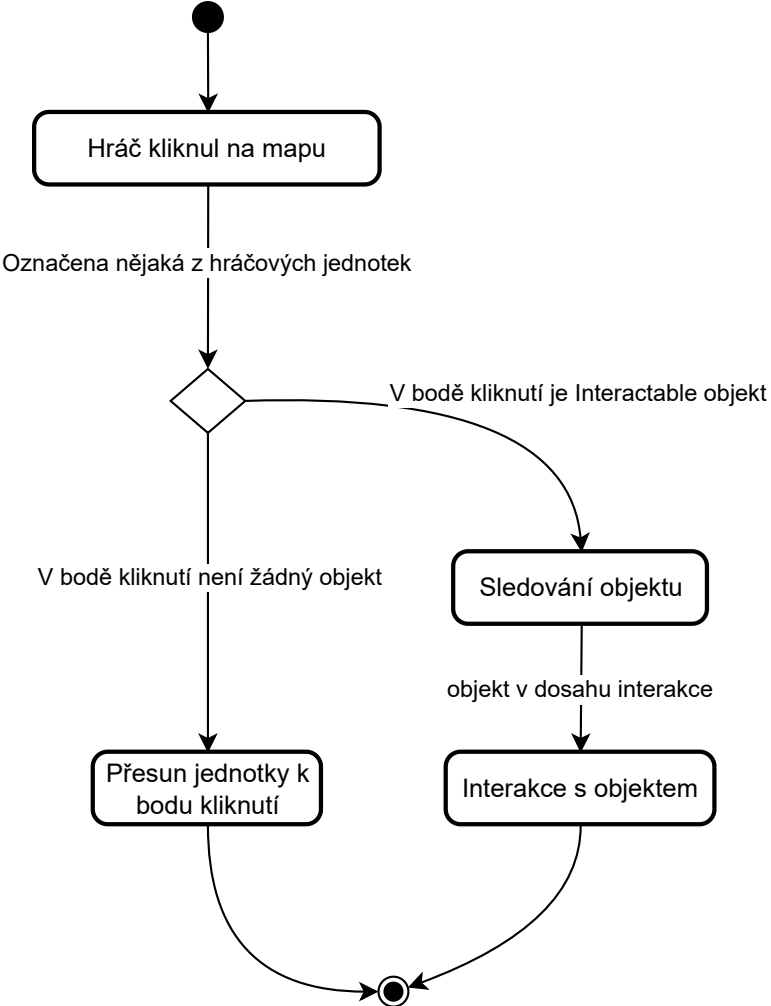 Hráč kliknul na mapu
Označena nějaká z hráčových jednotek
V bodě kliknutí je Interactable objekt
V bodě kliknutí není žádný objekt
Sledování objektu
objekt v dosahu interakce
Přesun jednotky k
bodu kliknutí
Interakce s objektem